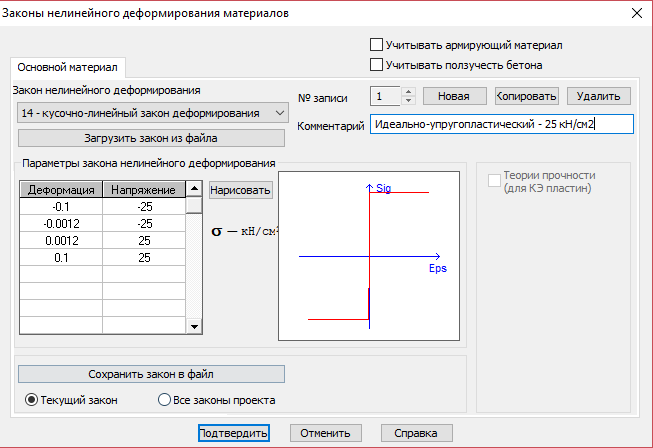 Законы нелинейного деформирования материалов
Учитывать армирующий материал
Учитывать ползучесть бетона
Основной материал
Закон нелинейного деформирования
14 - кусочно-линейный закон деформирования
Загрузить закон из файла
№ записи
1
Новая
Копировать
Удалить
Комментарий
Идеально-упругопластический - 25 кН/см2
Параметры закона нелинейного деформирования
Деформация Напряжение
-0.1 -25
-0.0012 -25
0.0012 25
0.1 25
Нарисовать
σ – кН/см²
Sig
Eps
Теории прочности
(для КЭ пластин)
Сохранить закон в файл
Текущий закон
Все законы проекта
Подтвердить
Отменить
Справка